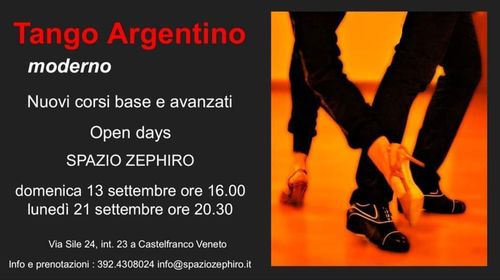 Tango Argentino
moderno
Nuovi corsi base e avanzati
Open days
SPAZIO ZEPHIRO
domenica 13 settembre ore 16.00
lunedì 21 settembre ore 20.30
Via Sile 24, int. 23 a Castelfranco Veneto
Info e prenotazioni : 392.4308024 info@spaziozephiro.it